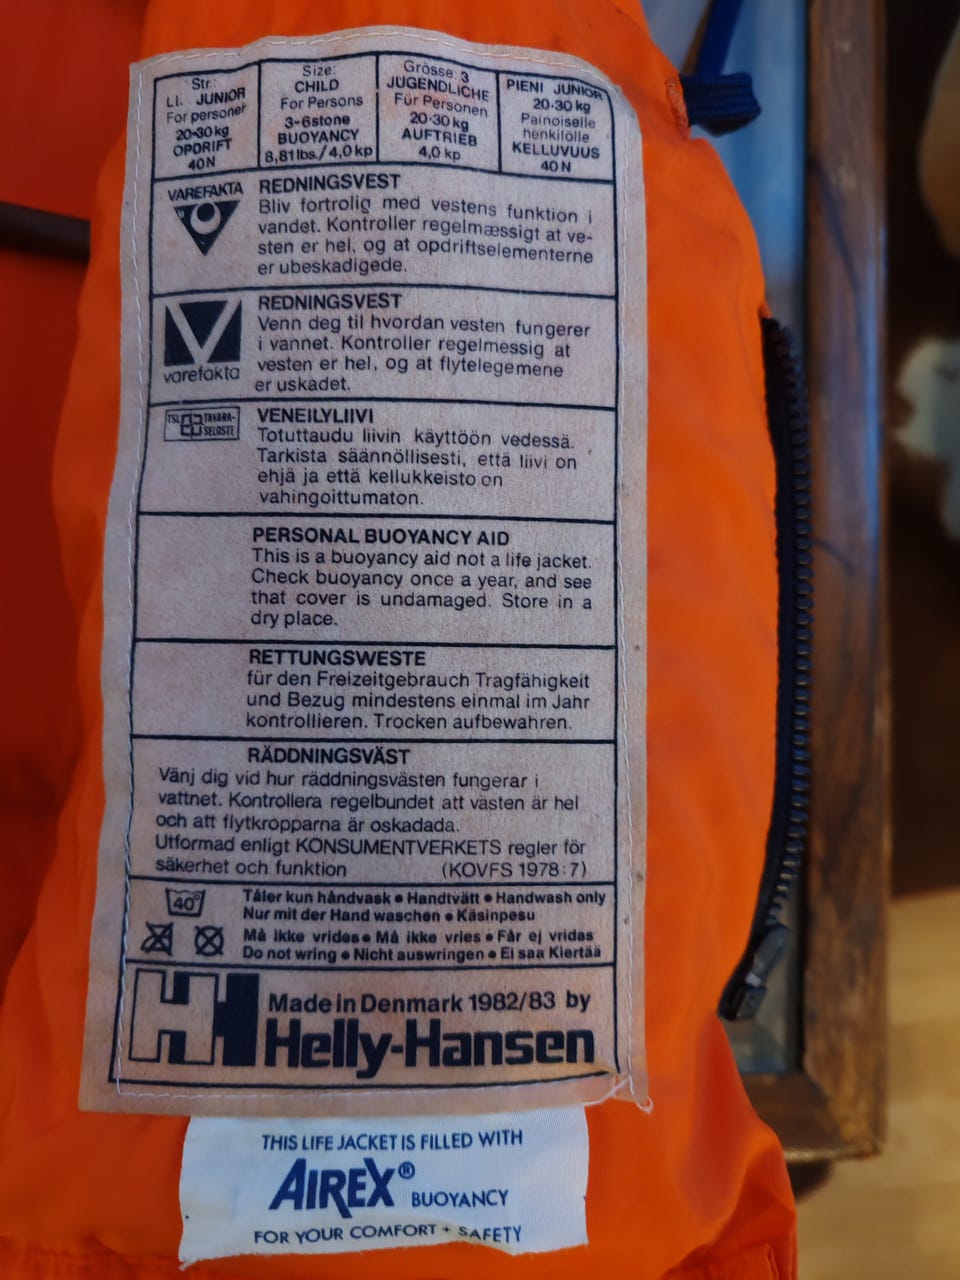 Str.:
LI. JUNIOR
For personer
20-30 kg
OPDRIFT
40 N
Size:
CHILD
For Persons
3-6 stone
BUOYANCY
8,81 lbs./4,0 kp
Grösse: 3
JUGENDLICHE
Für Personen
20-30 kg
AUFTRIEB
4,0 kp
PIENI JUNIOR
20-30 kg
Painoiselle
henkilölle
KELLUVUUS
40 N
VAREFAKTA
REDNINGSVEST
Bliv fortrolig med vestens funktion i
vandet. Kontroller regelmæssigt at ve-
sten er hel, og at opdriftselementerne
er ubeskadigede.
varefakta
REDNINGSVEST
Venn deg til hvordan vesten fungerer
i vannet. Kontroller regelmessig at
vesten er hel, og at flytelegemene
er uskadet.
TSL TAVARA-
SELOSTE
VENEILYLIIVI
Totuttaudu liivin käyttöön vedessä.
Tarkista säännöllisesti, että liivi on
ehjä ja että kellukkeisto on
vahingoittumaton.
PERSONAL BUOYANCY AID
This is a buoyancy aid not a life jacket.
Check buoyancy once a year, and see
that cover is undamaged. Store in a
dry place.
RETTUNGSWESTE
für den Freizeitgebrauch Tragfähigkeit
und Bezug mindestens einmal im Jahr
kontrollieren. Trocken aufbewahren.
RÄDDNINGSVÄST
Vänj dig vid hur räddningsvästen fungerar i
vattnet. Kontrollera regelbundet att västen är hel
och att flytkropparna är oskadada.
Utformad enligt KONSUMENTVERKETS regler för
säkerhet och funktion (KOVFS 1978:7)
40°
Tåler kun håndvask • Handtvätt • Handwash only
Nur mit der Hand waschen • Käsinpesu
Må ikke vrides • Må ikke vries • Får ej vridas
Do not wring • Nicht auswringen • Ei saa Kiertää
Made in Denmark 1982/83 by
Helly-Hansen
THIS LIFE JACKET IS FILLED WITH
AIREX® BUOYANCY
FOR YOUR COMFORT + SAFETY